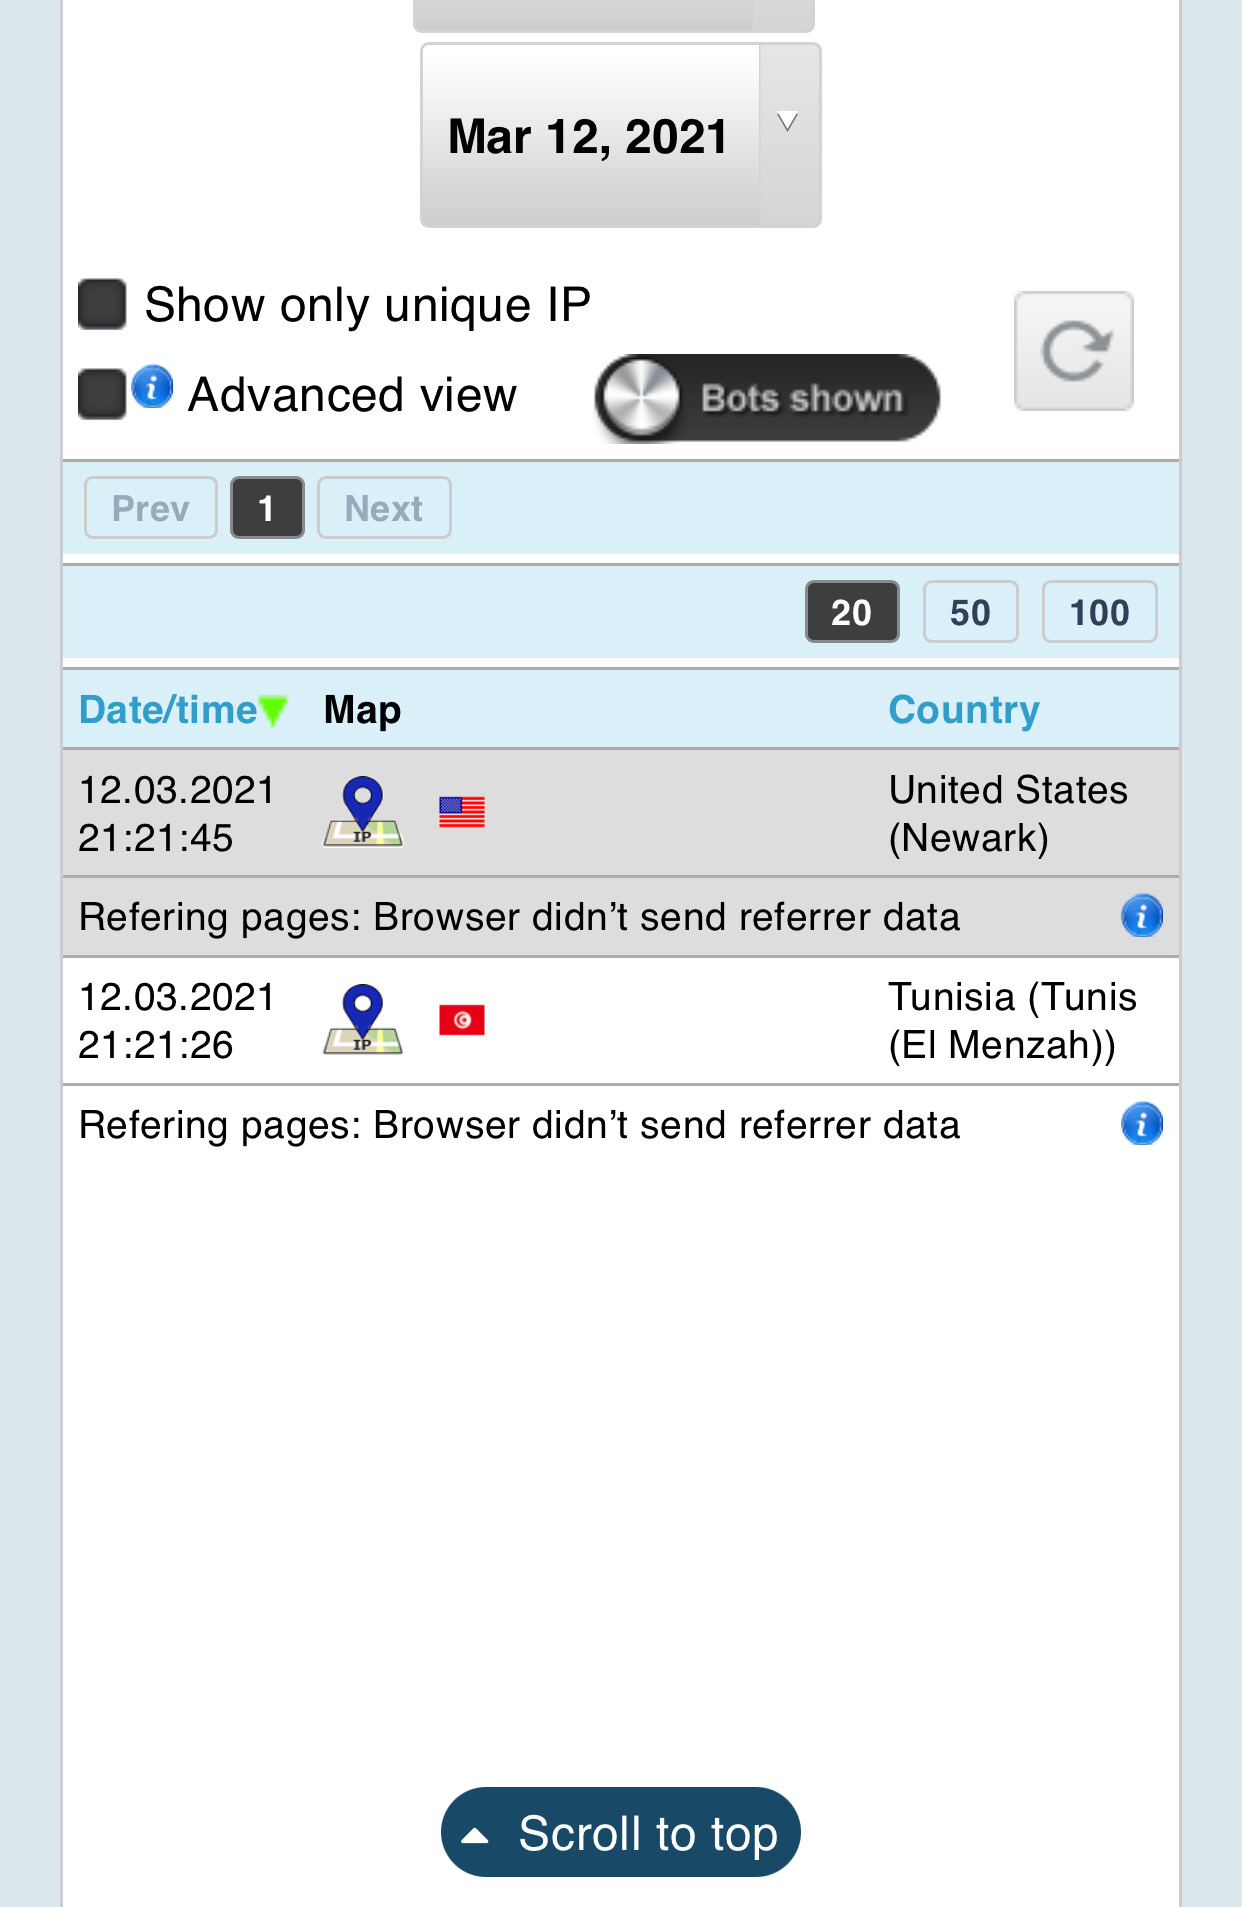 Mar 12, 2021
Show only unique IP
i Advanced view
Bots shown
Prev 1 Next
20 50 100
Date/time Map Country
12.03.2021
21:21:45
IP
United States
(Newark)
Refering pages: Browser didn’t send referrer data i
12.03.2021
21:21:26
IP
Tunisia (Tunis
(El Menzah))
Refering pages: Browser didn’t send referrer data i
Scroll to top